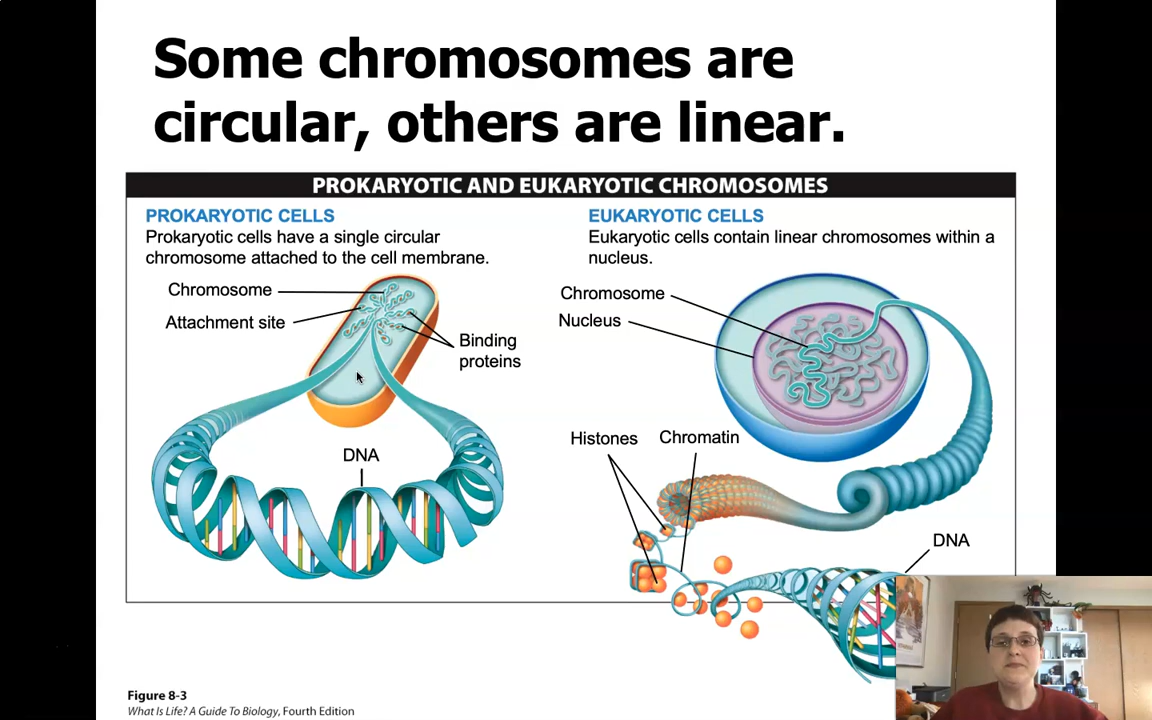 Some chromosomes are
circular, others are linear.
PROKARYOTIC AND EUKARYOTIC CHROMOSOMES
PROKARYOTIC CELLS
Prokaryotic cells have a single circular
chromosome attached to the cell membrane.
Chromosome
Attachment site
Binding
proteins
DNA
EUKARYOTIC CELLS
Eukaryotic cells contain linear chromosomes within a
nucleus.
Chromosome
Nucleus
Histones
Chromatin
DNA
Figure 8-3
What Is Life? A Guide To Biology, Fourth Edition